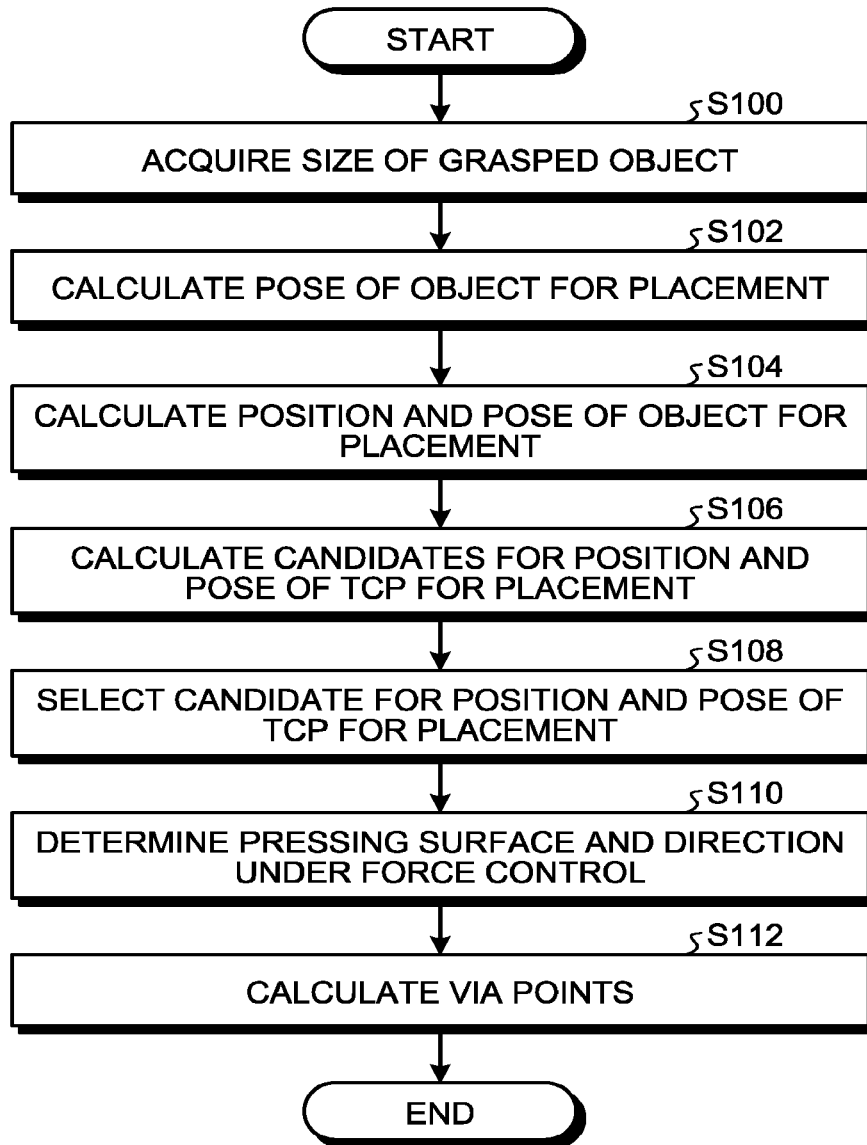 START
S100
ACQUIRE SIZE OF GRASPED OBJECT
S102
CALCULATE POSE OF OBJECT FOR PLACEMENT
S104
CALCULATE POSITION AND POSE OF OBJECT FOR
PLACEMENT
S106
CALCULATE CANDIDATES FOR POSITION AND
POSE OF TCP FOR PLACEMENT
S108
SELECT CANDIDATE FOR POSITION AND POSE OF
TCP FOR PLACEMENT
S110
DETERMINE PRESSING SURFACE AND DIRECTION
UNDER FORCE CONTROL
S112
CALCULATE VIA POINTS
END